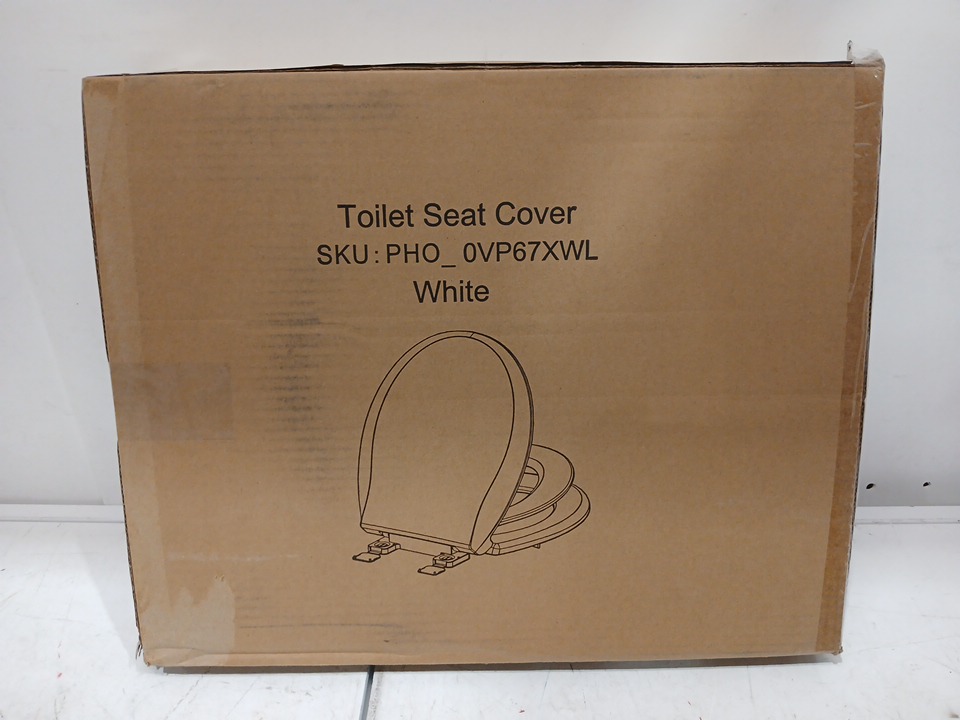 Toilet Seat Cover
SKU: PHO_ 0VP67XWL
White